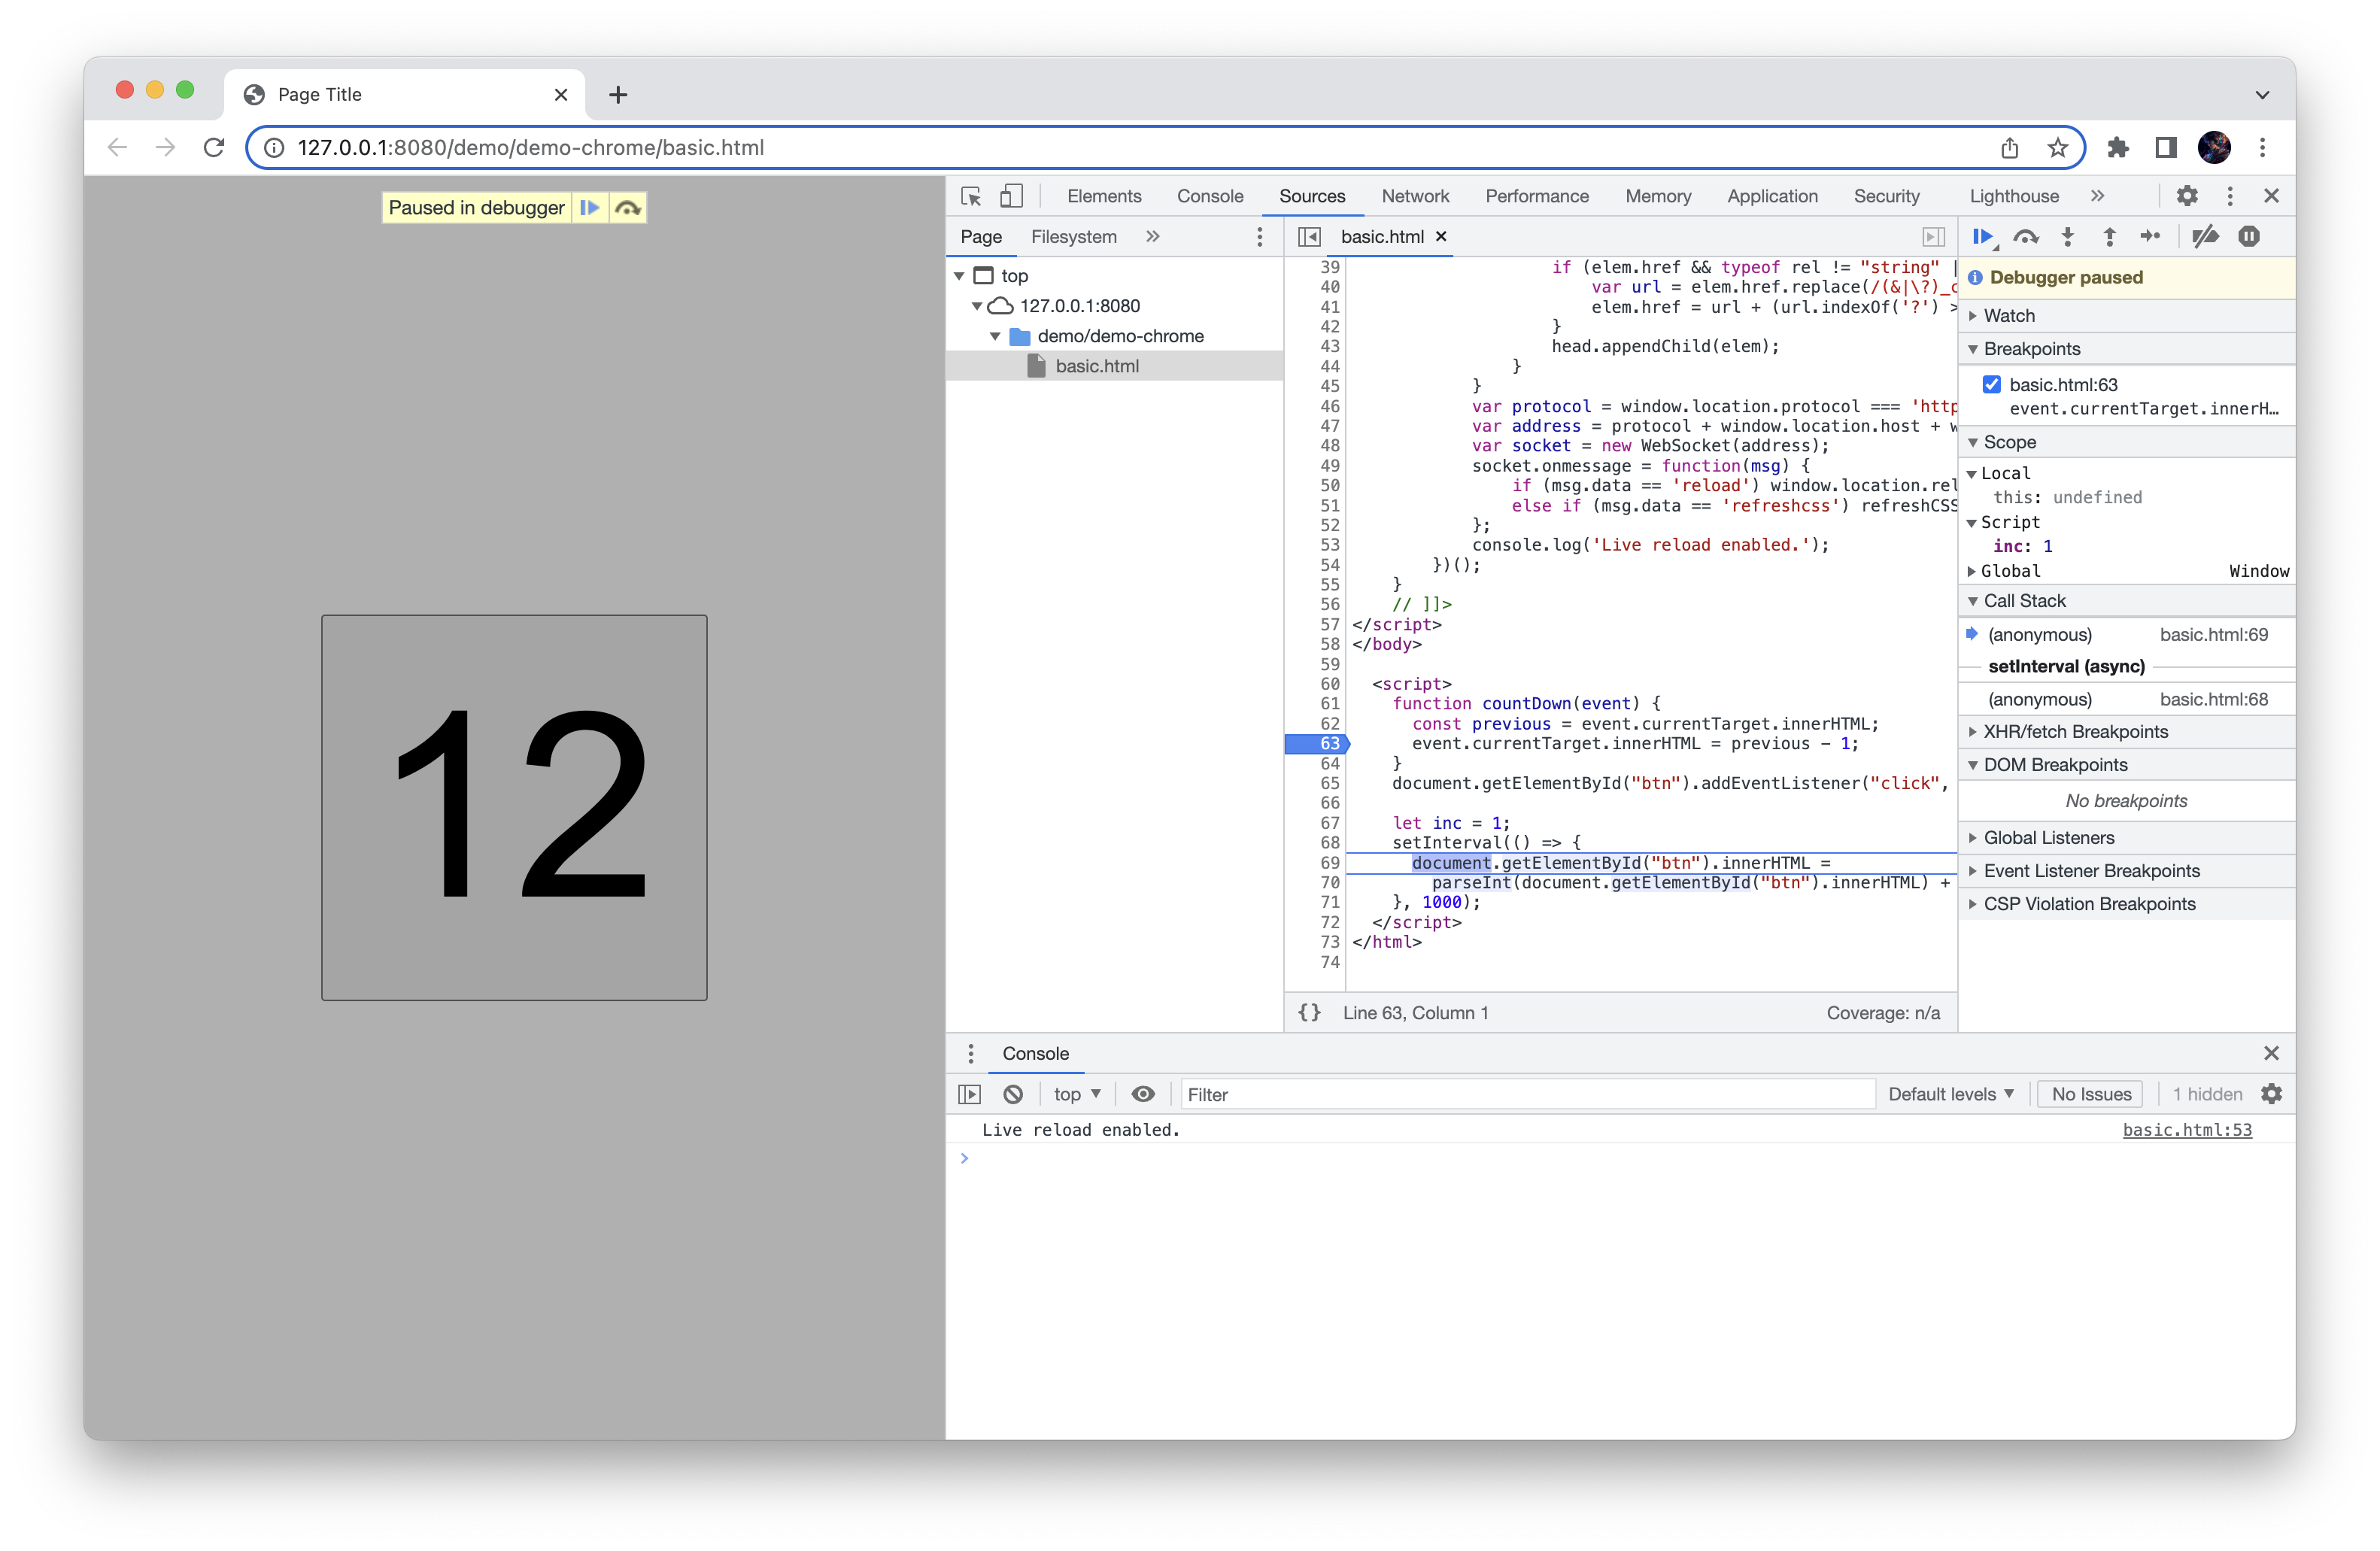 Page Title
127.0.0.1:8080/demo/demo-chrome/basic.html
Paused in debugger
12
Elements Console Sources Network Performance Memory Application Security Lighthouse
Page Filesystem
top
127.0.0.1:8080
demo/demo-chrome
basic.html
basic.html
39 if (elem.href && typeof rel != "string" |
40 var url = elem.href.replace(/(&|\?)_c
41 elem.href = url + (url.indexOf('?') >
42 }
43 head.appendChild(elem);
44 }
45 }
46 var protocol = window.location.protocol === 'http
47 var address = protocol + window.location.host + w
48 var socket = new WebSocket(address);
49 socket.onmessage = function(msg) {
50 if (msg.data == 'reload') window.location.rel
51 else if (msg.data == 'refreshcss') refreshCSS
52 };
53 console.log('Live reload enabled.');
54 })();
55 }
56 // ]]>
57 </script>
58 </body>
59
60 <script>
61 function countDown(event) {
62 const previous = event.currentTarget.innerHTML;
63 event.currentTarget.innerHTML = previous - 1;
64 }
65 document.getElementById("btn").addEventListener("click",
66
67 let inc = 1;
68 setInterval(() => {
69 document.getElementById("btn").innerHTML =
70 parseInt(document.getElementById("btn").innerHTML) +
71 }, 1000);
72 </script>
73 </html>
74
{} Line 63, Column 1 Coverage: n/a
Debugger paused
Watch
Breakpoints
basic.html:63
event.currentTarget.innerH…
Scope
Local
this: undefined
Script
inc: 1
Global Window
Call Stack
(anonymous) basic.html:69
setInterval (async)
(anonymous) basic.html:68
XHR/fetch Breakpoints
DOM Breakpoints
No breakpoints
Global Listeners
Event Listener Breakpoints
CSP Violation Breakpoints
Console
top Filter Default levels No Issues 1 hidden
Live reload enabled. basic.html:53